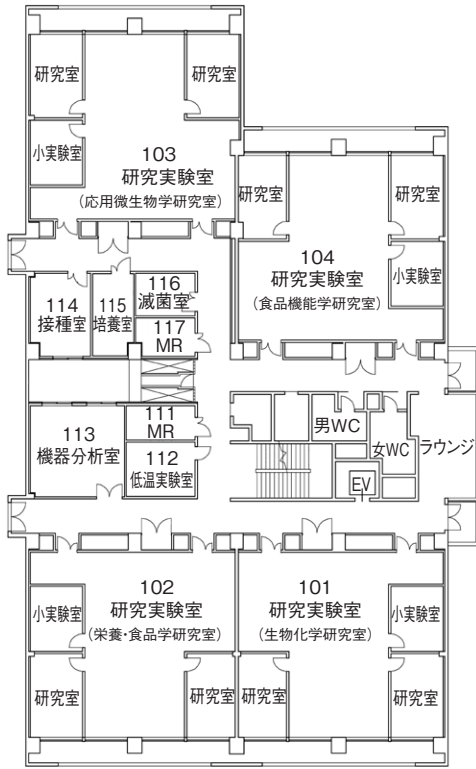 研究室
研究室
小実験室
103
研究実験室
(応用微生物学研究室)
研究室
研究室
104
研究実験室
(食品機能学研究室)
小実験室
114
接種室
115
培養室
116
滅菌室
117
MR
111
MR
113
機器分析室
112
低温実験室
男WC
女WC
ラウンジ
EV
102
研究実験室
(栄養・食品学研究室)
小実験室
研究室
研究室
101
研究実験室
(生物化学研究室)
小実験室
研究室
研究室